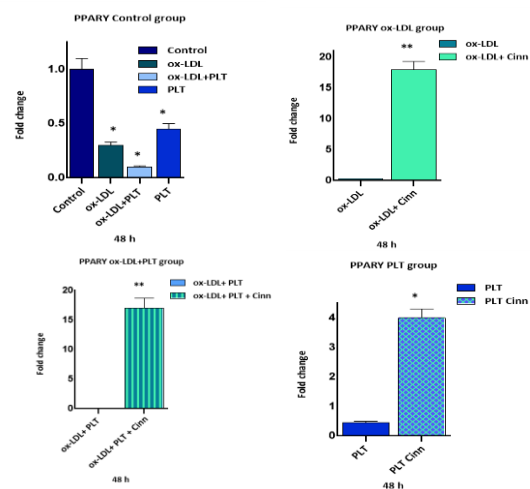 PPARY Control group
Control
ox-LDL
ox-LDL+PLT
PLT
Fold change
1.0
0.5
0.0
*
*
*
Control
ox-LDL
ox-LDL+PLT
PLT
48 h
PPARY ox-LDL group
ox-LDL
ox-LDL+ Cinn
Fold change
20
15
10
5
0
**
ox-LDL
ox-LDL+ Cinn
48 h
PPARY ox-LDL+PLT group
ox-LDL+ PLT
ox-LDL+ PLT + Cinn
Fold change
20
15
10
5
0
**
ox-LDL+ PLT
ox-LDL+ PLT + Cinn
48 h
PPARY PLT group
PLT
PLT Cinn
Fold change
4
3
2
1
0
*
PLT
PLT Cinn
48 h